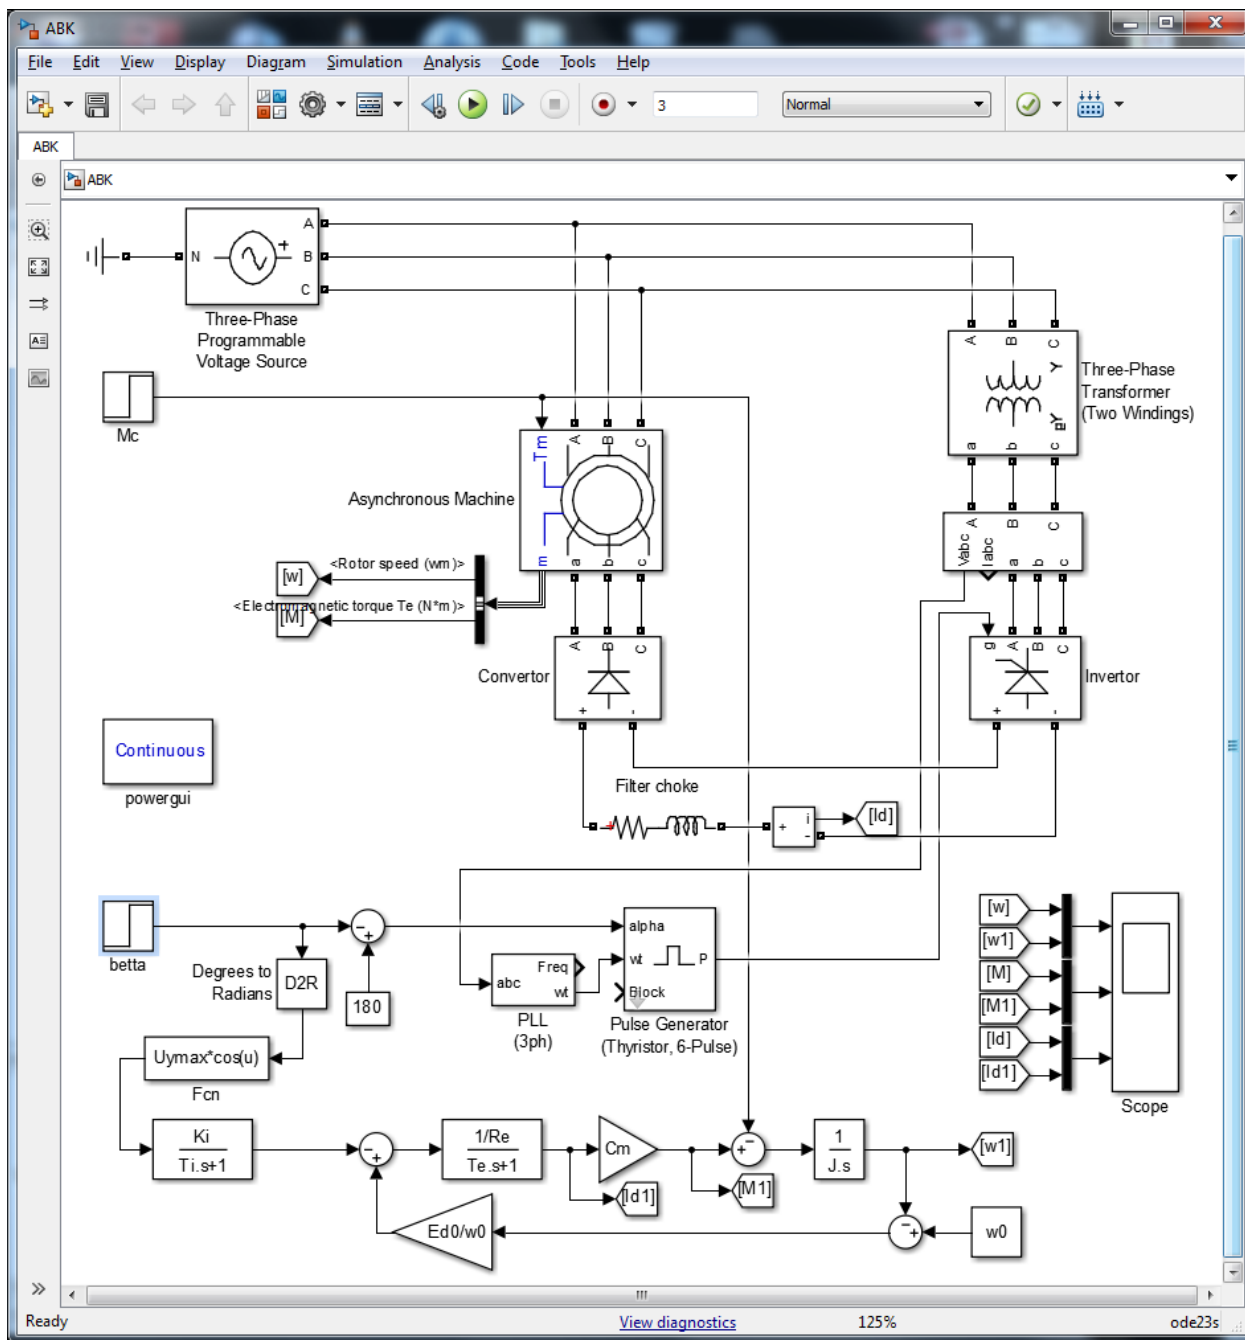 ABK
File Edit View Display Diagram Simulation Analysis Code Tools Help
3 Normal
ABK
ABK
N A B C
Three-Phase
Programmable
Voltage Source
Mc
A B C
Three-Phase
Transformer
(Two Windings)
Y
a b c
Tm A B C
Asynchronous Machine
m a b c
A B C
Vabc Iabc a b c
[w] <Rotor speed (wm)>
<Electromagnetic torque Te (N*m)>
[M]
A B C
Convertor
+ -
g A B C
Invertor
+ -
Continuous
powergui
Filter choke
+ i -
[Id]
betta
- +
alpha
wt P
Block
Degrees to
Radians
D2R
180
abc Freq
wt
PLL
(3ph)
Pulse Generator
(Thyristor, 6-Pulse)
[w]
[w1]
[M]
[M1]
[Id]
[Id1]
Scope
Uymax*cos(u)
Fcn
Ki
Ti.s+1
- +
1/Re
Te.s+1
Cm
+ -
1
J.s
[w1]
[Id1]
[M1]
Ed0/w0
- +
w0
Ready View diagnostics 125% ode23s